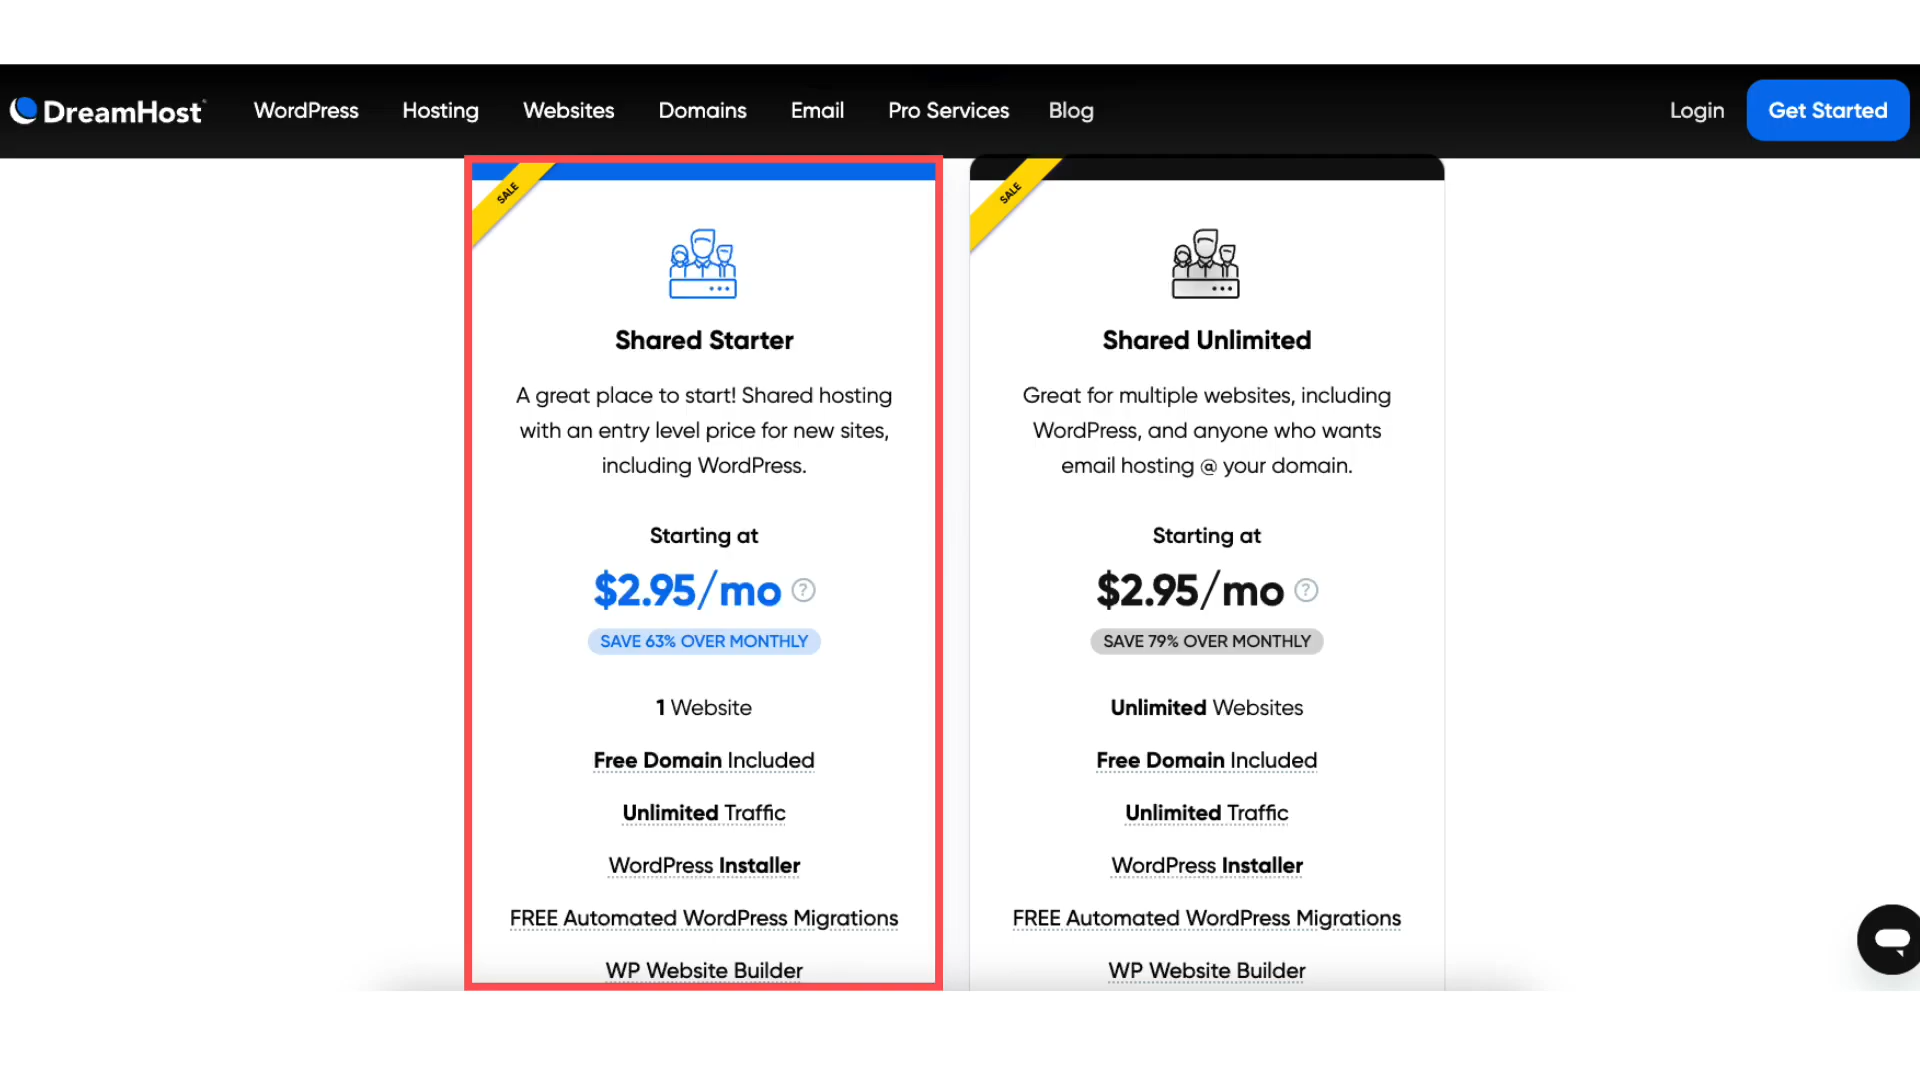 DreamHost
WordPress
Hosting
Websites
Domains
Email
Pro Services
Blog
Login
Get Started
SALE
Shared Starter
A great place to start! Shared hosting
with an entry level price for new sites,
including WordPress.
Starting at
$2.95/mo ?
SAVE 63% OVER MONTHLY
1 Website
Free Domain Included
Unlimited Traffic
WordPress Installer
FREE Automated WordPress Migrations
WP Website Builder
SALE
Shared Unlimited
Great for multiple websites, including
WordPress, and anyone who wants
email hosting @ your domain.
Starting at
$2.95/mo ?
SAVE 79% OVER MONTHLY
Unlimited Websites
Free Domain Included
Unlimited Traffic
WordPress Installer
FREE Automated WordPress Migrations
WP Website Builder